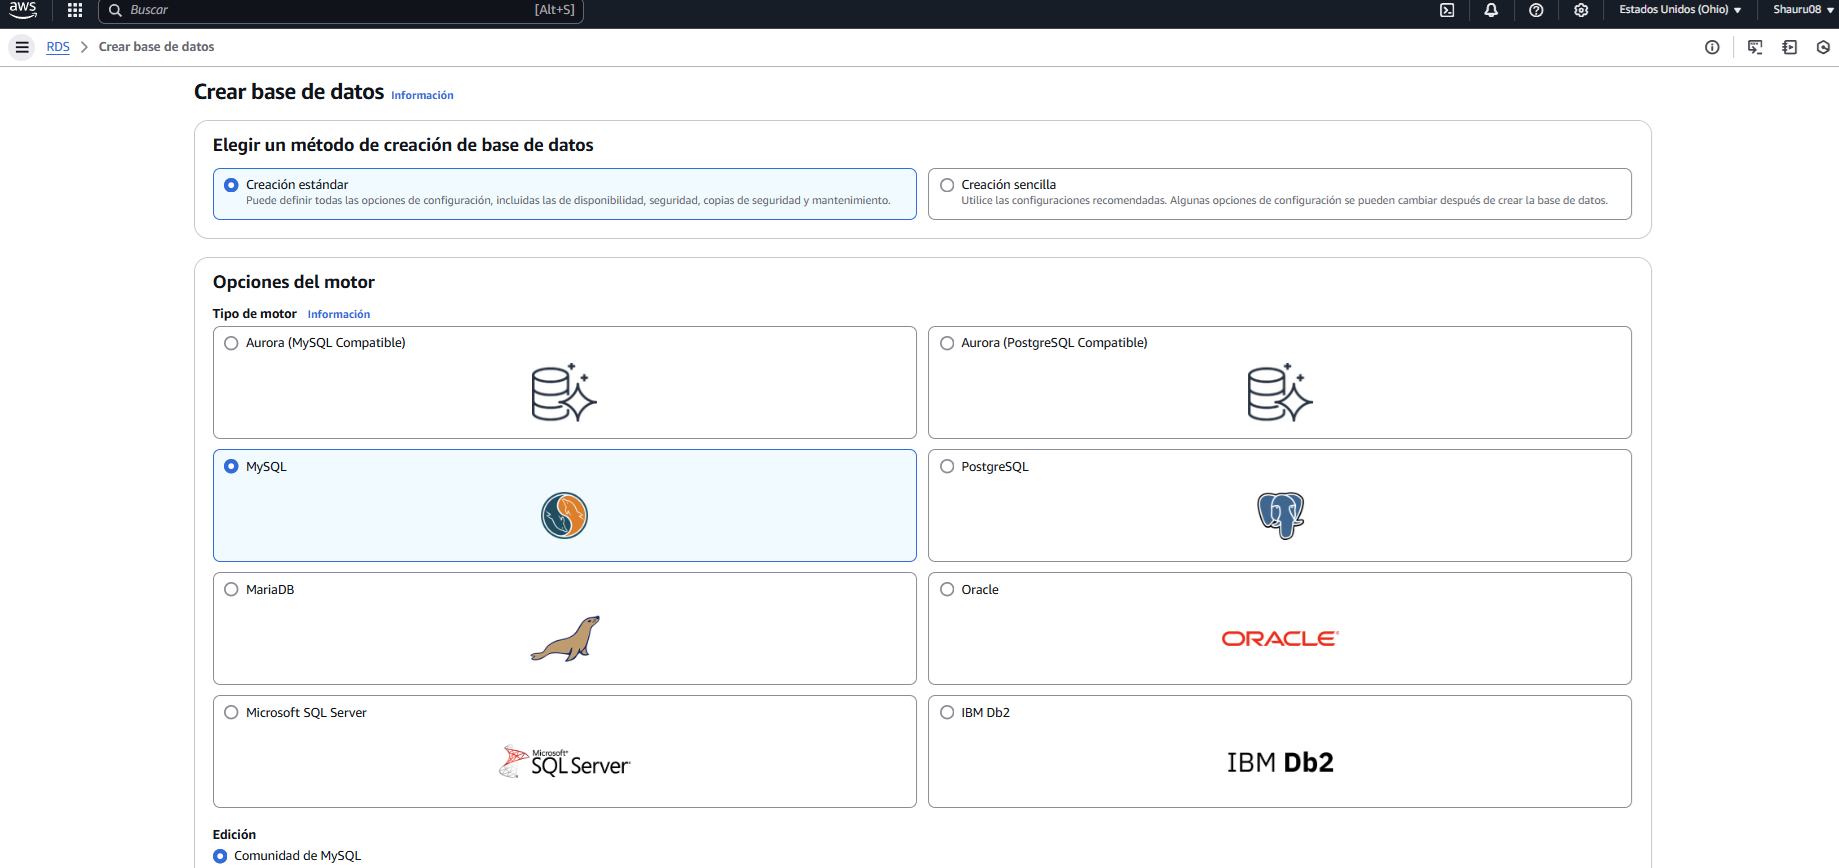 aws
Buscar [Alt+S] Estados Unidos (Ohio) Shauru08
RDS Crear base de datos
Crear base de datos Información
Elegir un método de creación de base de datos
Creación estándar
Puede definir todas las opciones de configuración, incluidas las de disponibilidad, seguridad, copias de seguridad y mantenimiento.
Creación sencilla
Utilice las configuraciones recomendadas. Algunas opciones de configuración se pueden cambiar después de crear la base de datos.
Opciones del motor
Tipo de motor Información
Aurora (MySQL Compatible)
Aurora (PostgreSQL Compatible)
MySQL
PostgreSQL
MariaDB
Oracle
ORACLE
Microsoft SQL Server
Microsoft
SQL Server
IBM Db2
IBM Db2
Edición
Comunidad de MySQL